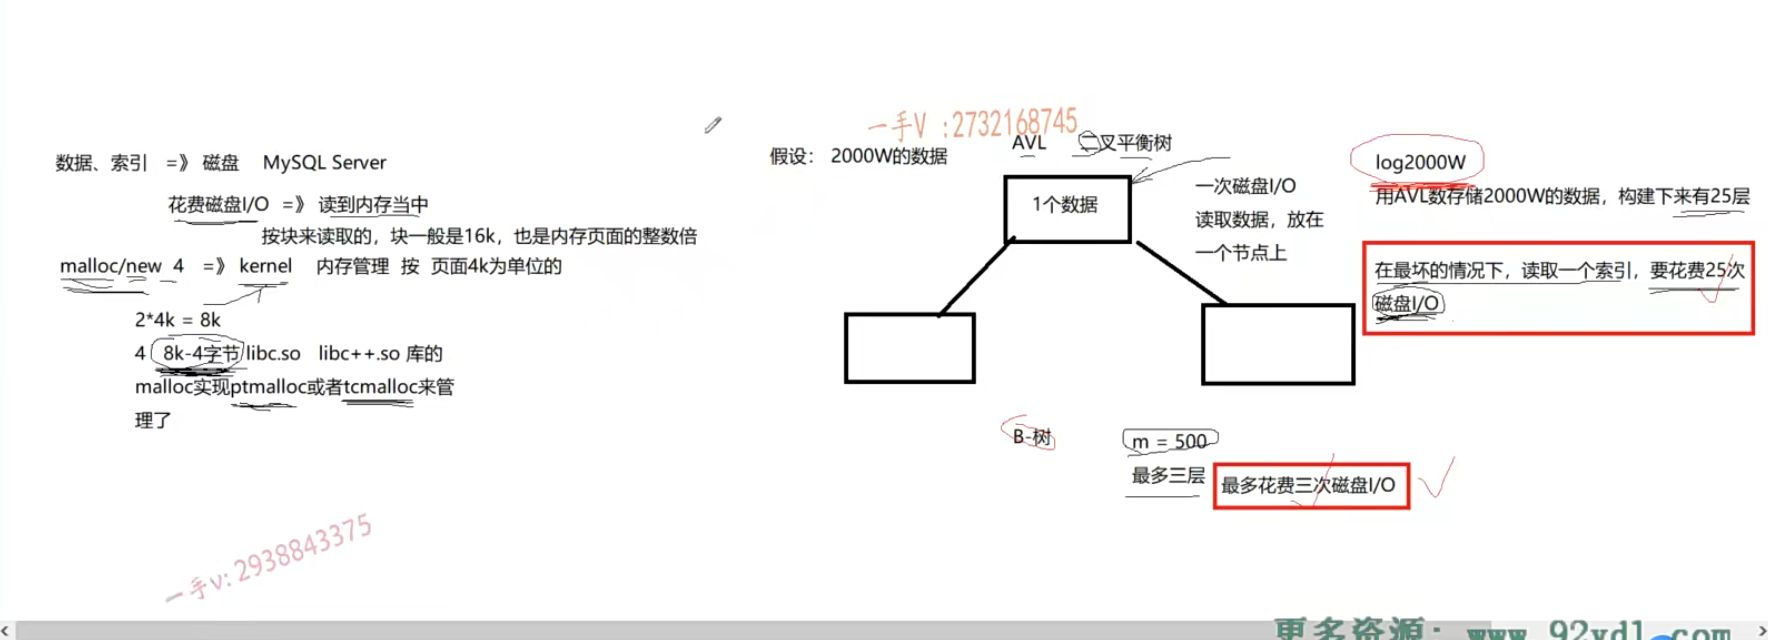 数据、索引 =》 磁盘 MySQL Server
花费磁盘I/O =》 读到内存当中
按块来读取的，块一般是16k，也是内存页面的整数倍
malloc/new 4 =》 kernel 内存管理 按 页面4k为单位的
2*4k = 8k
4 8k-4字节 libc.so libc++.so 库的
malloc实现ptmalloc或者tcmalloc来管
理了
一手v:2938843375
一手V :2732168745
假设： 2000W的数据
AVL 二叉平衡树
1个数据
一次磁盘I/O
读取数据，放在
一个节点上
log2000W
用AVL数存储2000W的数据，构建下来有25层
在最坏的情况下，读取一个索引，要花费25次
磁盘I/O
B-树
m = 500
最多三层
最多花费三次磁盘I/O
更多资源： www.92ydl.com